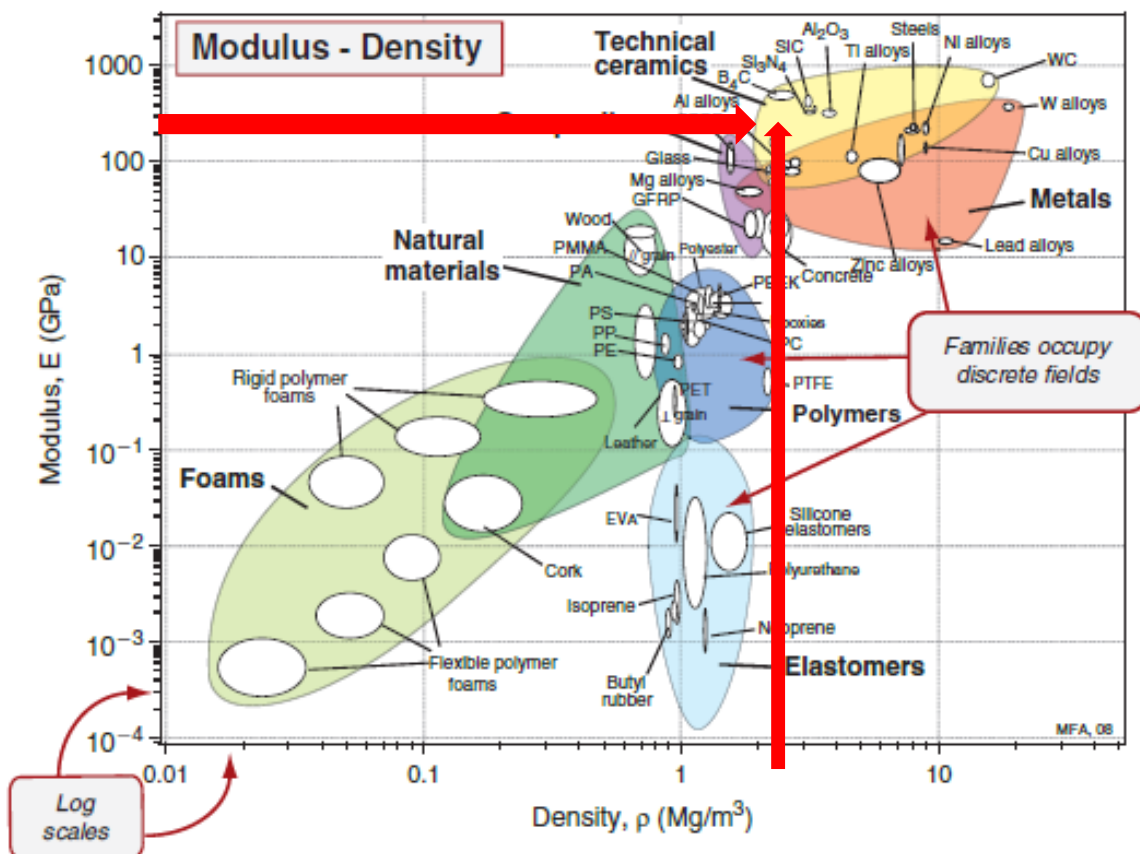 Modulus - Density
Technical
ceramics
Al₂O₃
SiC
Si₃N₄
B₄C
Steels
Ti alloys
Ni alloys
WC
W alloys
Al alloys
Cu alloys
Glass
Mg alloys
GFRP
Metals
Lead alloys
Zinc alloys
Concrete
Wood
// grain
PMMA
PA
Polyester
Natural
materials
PS
PP
PE
PC
PET
PTFE
⊥ grain
Leather
Polymers
Families occupy
discrete fields
Rigid polymer
foams
Foams
Cork
EVA
Silicone
elastomers
Isoprene
Butyl
rubber
Elastomers
Flexible polymer
foams
MFA, 08
Modulus, E (GPa)
1000
100
10
1
10⁻¹
10⁻²
10⁻³
10⁻⁴
0.01
0.1
1
10
Density, ρ (Mg/m³)
Log
scales